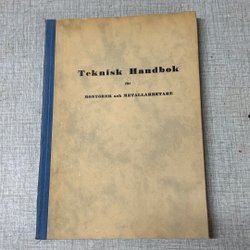 Teknisk Handbok
för
MONTÖRER och METALLARBETARE